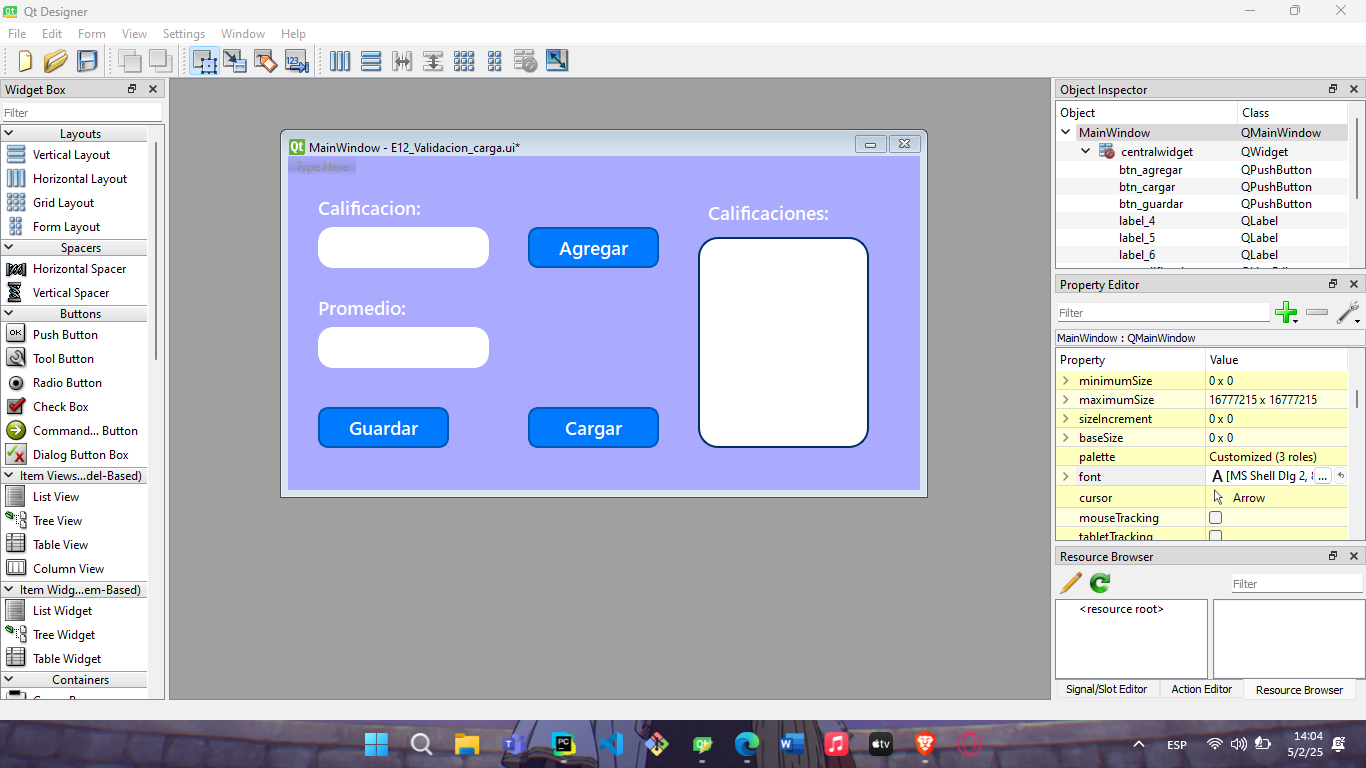 Qt Designer
File Edit Form View Settings Window Help
Widget Box
Filter
Layouts
Vertical Layout
Horizontal Layout
Grid Layout
Form Layout
Spacers
Horizontal Spacer
Vertical Spacer
Buttons
Push Button
Tool Button
Radio Button
Check Box
Command... Button
Dialog Button Box
Item Views...del-Based)
List View
Tree View
Table View
Column View
Item Widg...em-Based)
List Widget
Tree Widget
Table Widget
Containers
MainWindow - E12_Validacion_carga.ui*
Type Here
Calificacion:
Agregar
Promedio:
Guardar
Cargar
Calificaciones:
Object Inspector
Object Class
MainWindow QMainWindow
centralwidget QWidget
btn_agregar QPushButton
btn_cargar QPushButton
btn_guardar QPushButton
label_4 QLabel
label_5 QLabel
label_6 QLabel
Property Editor
Filter
MainWindow : QMainWindow
Property Value
minimumSize 0 x 0
maximumSize 16777215 x 16777215
sizeIncrement 0 x 0
baseSize 0 x 0
palette Customized (3 roles)
font A [MS Shell Dlg 2, ...
cursor Arrow
mouseTracking
tabletTracking
Resource Browser
Filter
<resource root>
Signal/Slot Editor Action Editor Resource Browser
ESP
14:04
5/2/25